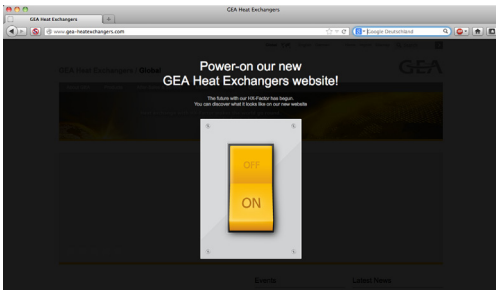 GEA Heat Exchangers
GEA Heat Exchangers
www.gea-heatexchangers.com
Google Deutschland
Power-on our new
GEA Heat Exchangers website!
The future with our HX-Factor has begun.
You can discover what it looks like on our new website
GEA Heat Exchangers / Global
GEA
OFF
ON
Events
Latest News